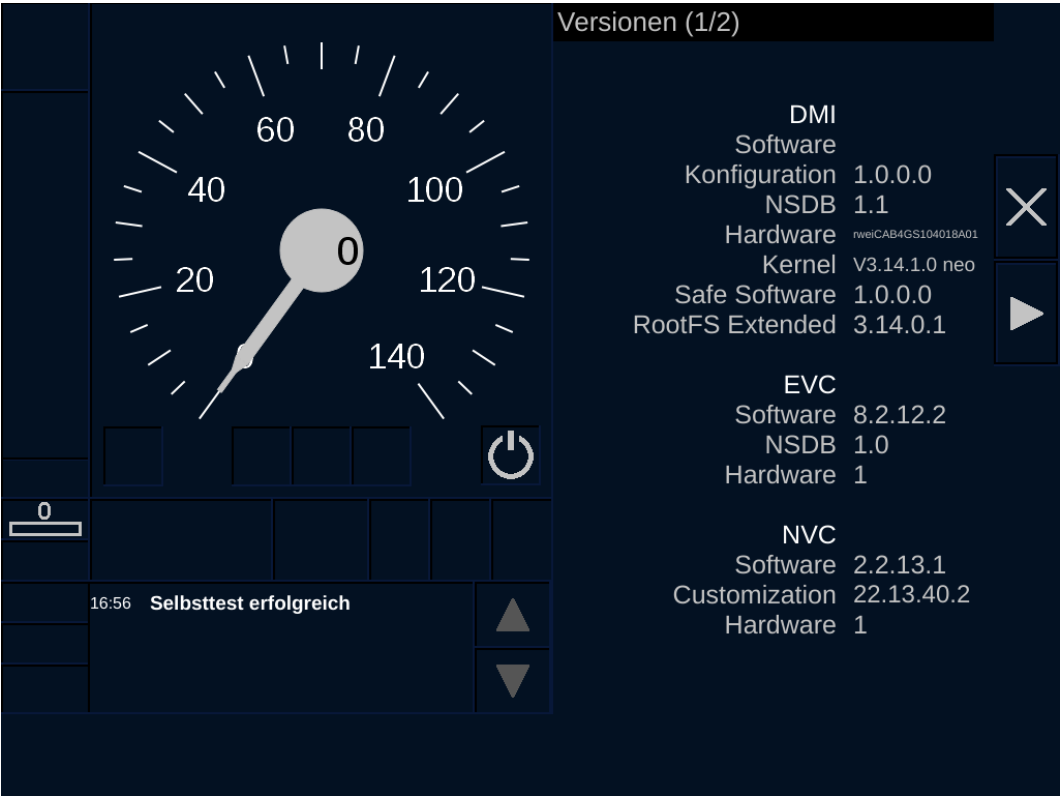 Versionen (1/2)
60 80
40 100
0
20 120
0 140
0
16:56 Selbsttest erfolgreich
DMI
Software
Konfiguration 1.0.0.0
NSDB 1.1
Hardware rweiCAB4GS104018A01
Kernel V3.14.1.0 neo
Safe Software 1.0.0.0
RootFS Extended 3.14.0.1
EVC
Software 8.2.12.2
NSDB 1.0
Hardware 1
NVC
Software 2.2.13.1
Customization 22.13.40.2
Hardware 1